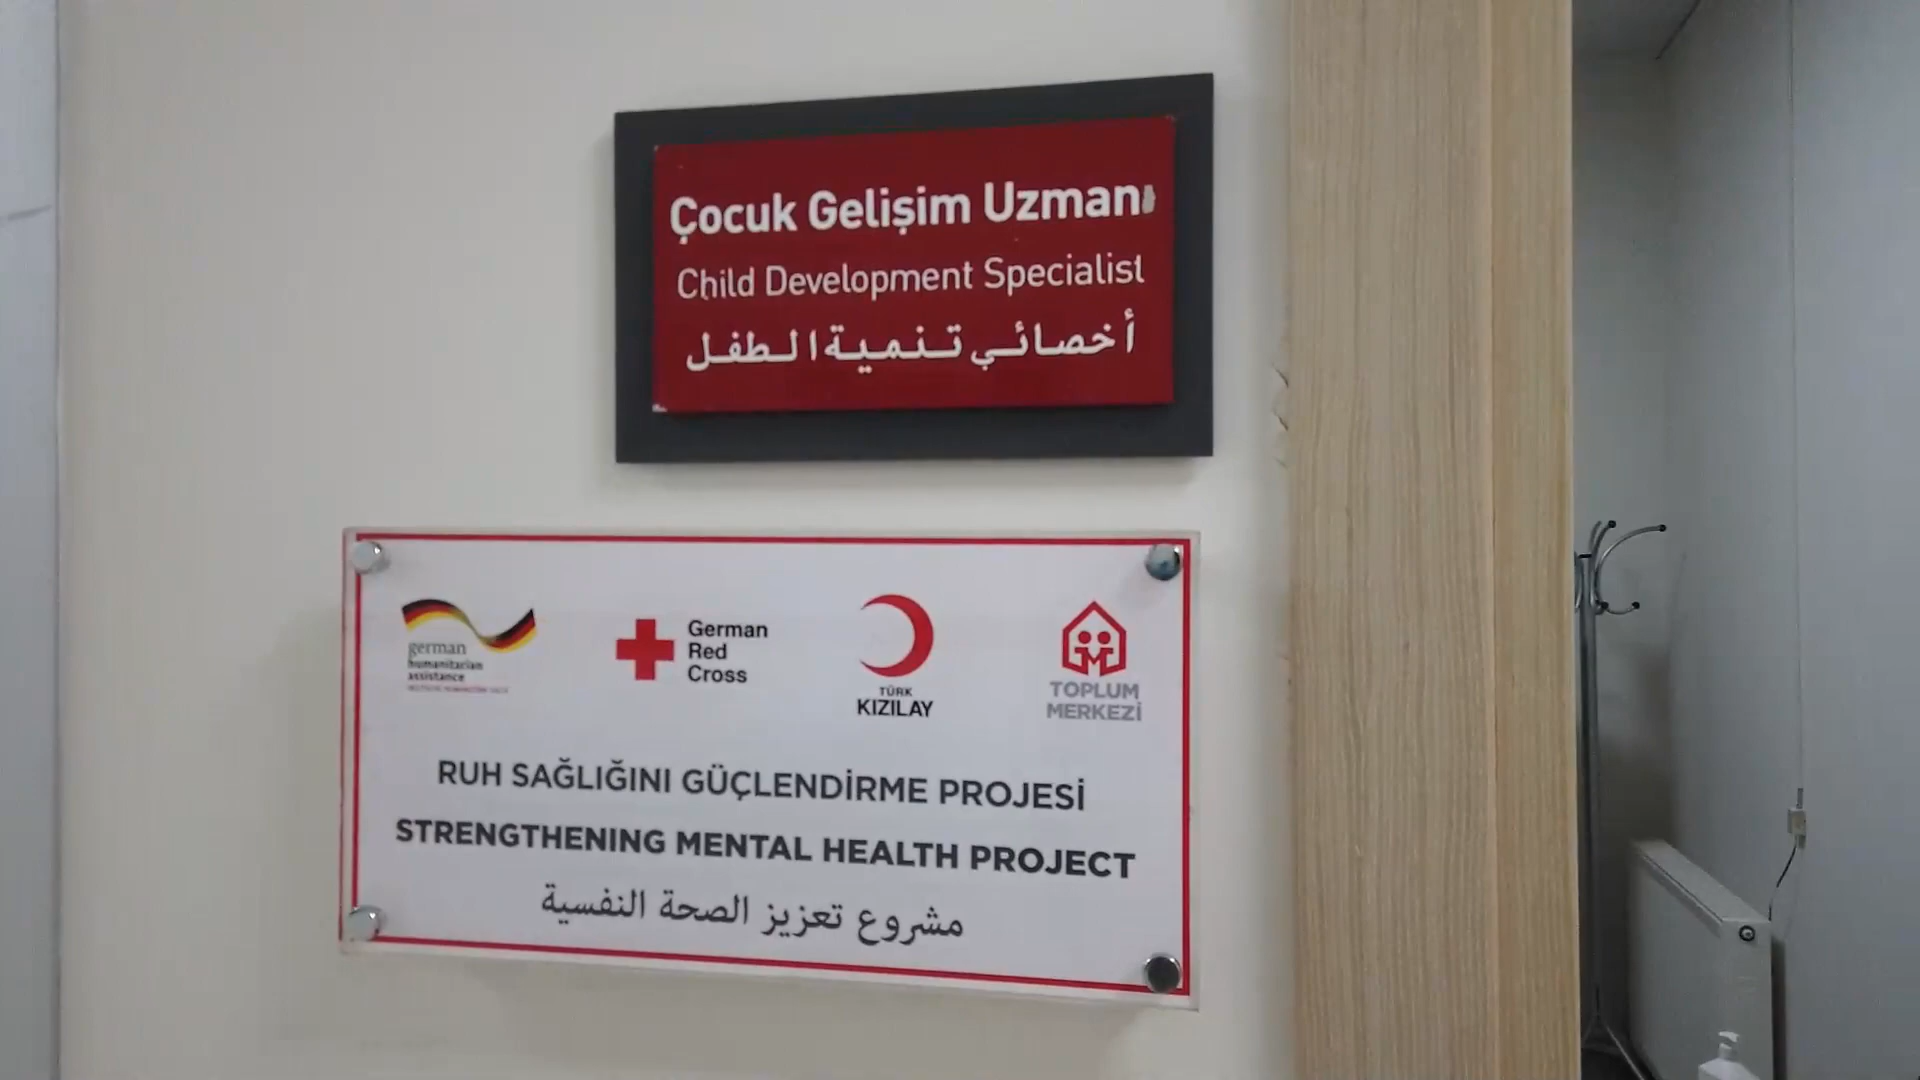 Çocuk Gelişim Uzmanı
Child Development Specialist
أخصائي تنمية الطفل
german
humanitarian
assistance
German
Red
Cross
TÜRK
KIZILAY
TOPLUM
MERKEZİ
RUH SAĞLIĞINI GÜÇLENDİRME PROJESİ
STRENGTHENING MENTAL HEALTH PROJECT
مشروع تعزيز الصحة النفسية